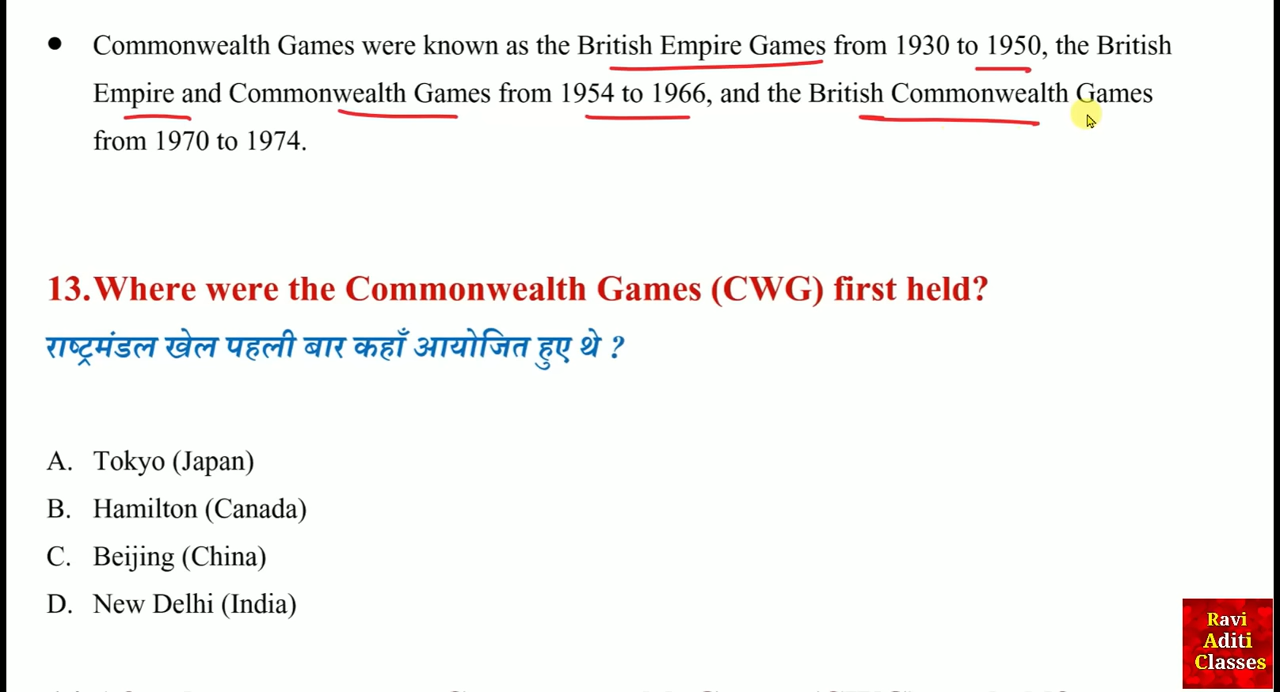 ● Commonwealth Games were known as the British Empire Games from 1930 to 1950, the British
Empire and Commonwealth Games from 1954 to 1966, and the British Commonwealth Games
from 1970 to 1974.
13.Where were the Commonwealth Games (CWG) first held?
राष्ट्रमंडल खेल पहली बार कहाँ आयोजित हुए थे ?
A. Tokyo (Japan)
B. Hamilton (Canada)
C. Beijing (China)
D. New Delhi (India)
Ravi
Aditi
Classes